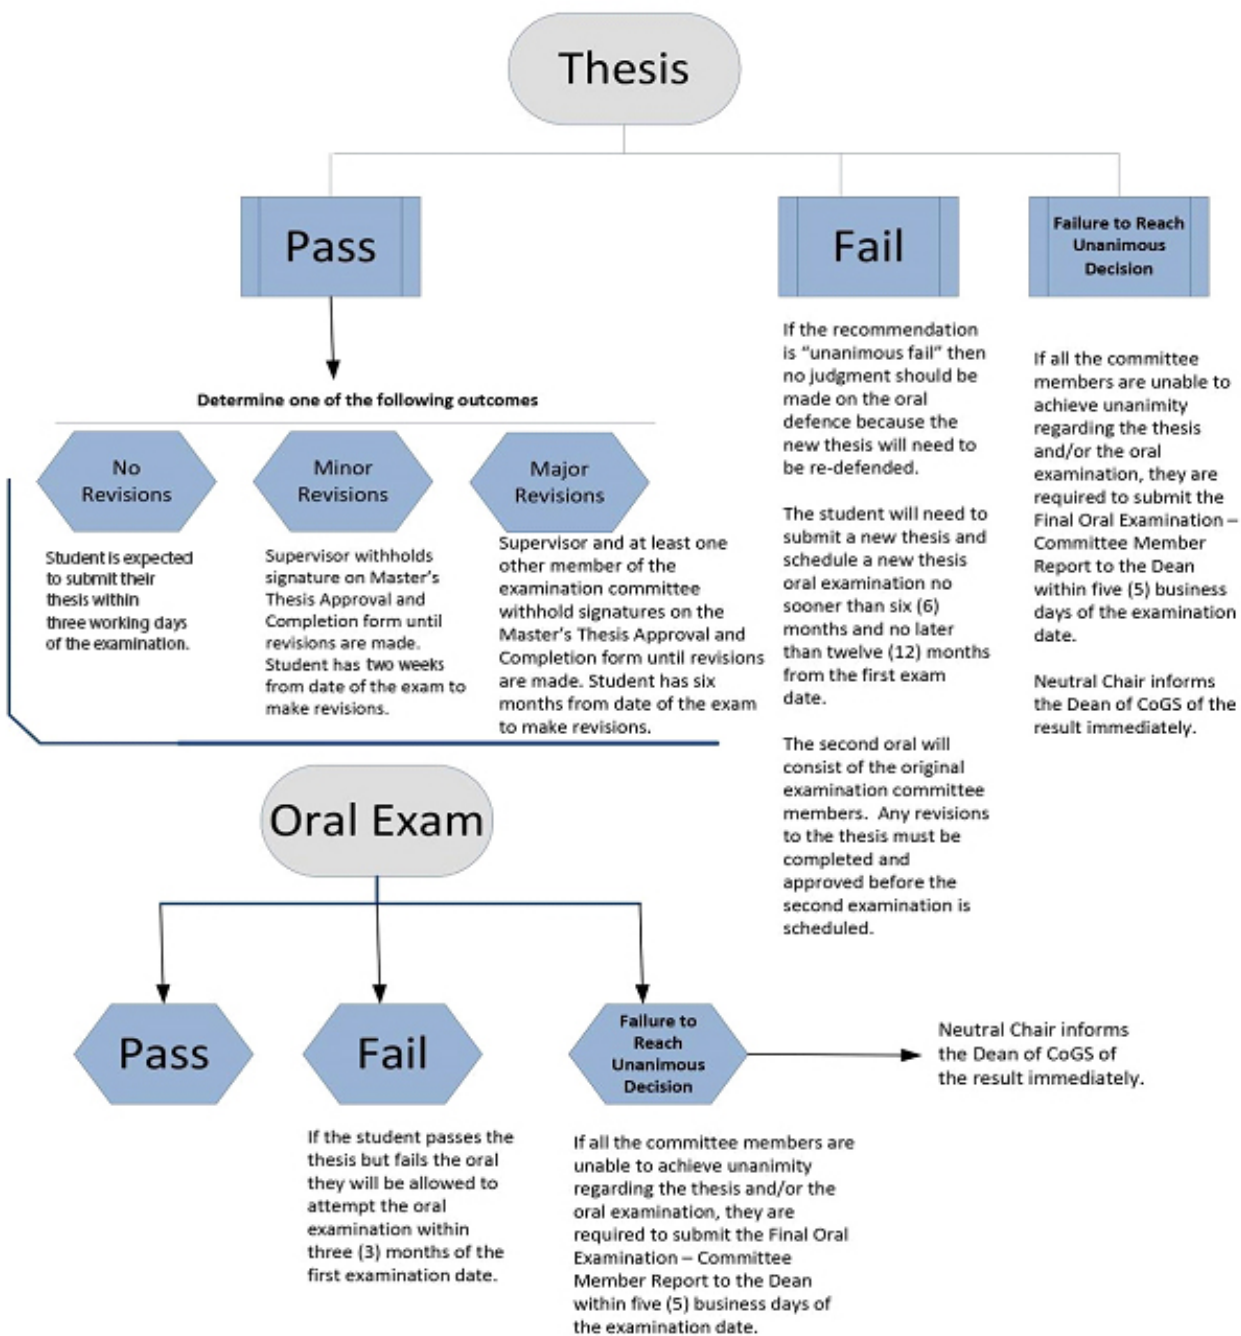 Thesis
Pass
Fail
Failure to Reach
Unanimous
Decision
Determine one of the following outcomes
No
Revisions
Minor
Revisions
Major
Revisions
Student is expected
to submit their
thesis within
three working days
of the examination.
Supervisor withholds
signature on Master's
Thesis Approval and
Completion form until
revisions are made.
Student has two weeks
from date of the exam to
make revisions.
Supervisor and at least one
other member of the
examination committee
withhold signatures on the
Master's Thesis Approval and
Completion form until revisions
are made. Student has six
months from date of the exam
to make revisions.
If the recommendation
is “unanimous fail” then
no judgment should be
made on the oral
defence because the
new thesis will need to
be re-defended.
The student will need to
submit a new thesis and
schedule a new thesis
oral examination no
sooner than six (6)
months and no later
than twelve (12) months
from the first exam
date.
The second oral will
consist of the original
examination committee
members. Any revisions
to the thesis must be
completed and
approved before the
second examination is
scheduled.
If all the committee
members are unable to
achieve unanimity
regarding the thesis
and/or the oral
examination, they are
required to submit the
Final Oral Examination –
Committee Member
Report to the Dean
within five (5) business
days of the examination
date.
Neutral Chair informs
the Dean of CoGS of the
result immediately.
Oral Exam
Pass
Fail
Failure to
Reach
Unanimous
Decision
Neutral Chair informs
the Dean of CoGS of
the result immediately.
If the student passes the
thesis but fails the oral
they will be allowed to
attempt the oral
examination within
three (3) months of the
first examination date.
If all the committee members are
unable to achieve unanimity
regarding the thesis and/or the
oral examination, they are
required to submit the Final Oral
Examination – Committee
Member Report to the Dean
within five (5) business days of
the examination date.